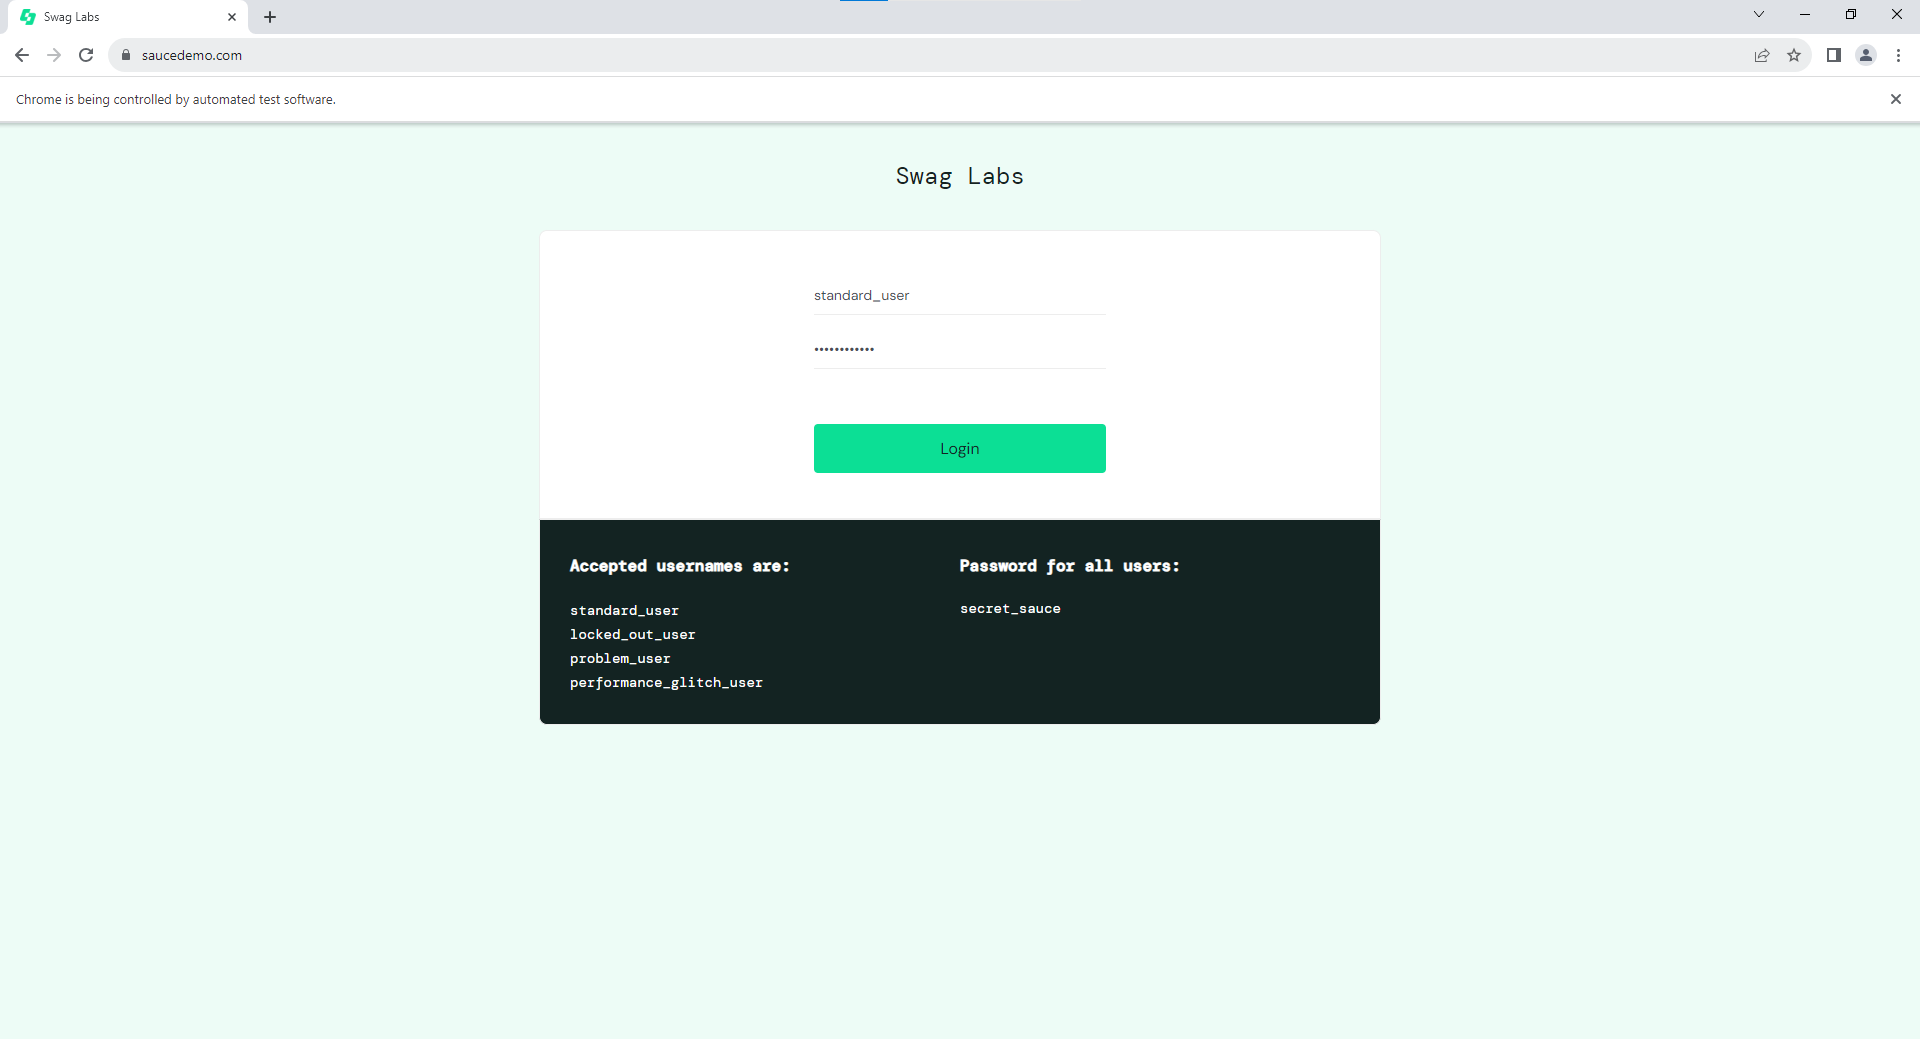 Swag Labs
saucedemo.com
Chrome is being controlled by automated test software.
Swag Labs
standard_user
••••••••••••
Login
Accepted usernames are:
standard_user
locked_out_user
problem_user
performance_glitch_user
Password for all users:
secret_sauce